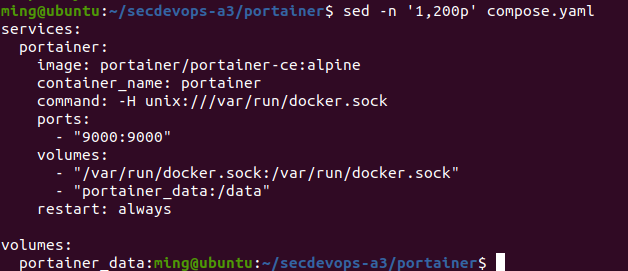 ming@ubuntu:~/secdevops-a3/portainer$ sed -n '1,200p' compose.yaml
services:
  portainer:
    image: portainer/portainer-ce:alpine
    container_name: portainer
    command: -H unix:///var/run/docker.sock
    ports:
      - "9000:9000"
    volumes:
      - "/var/run/docker.sock:/var/run/docker.sock"
      - "portainer_data:/data"
    restart: always

volumes:
  portainer_data:ming@ubuntu:~/secdevops-a3/portainer$